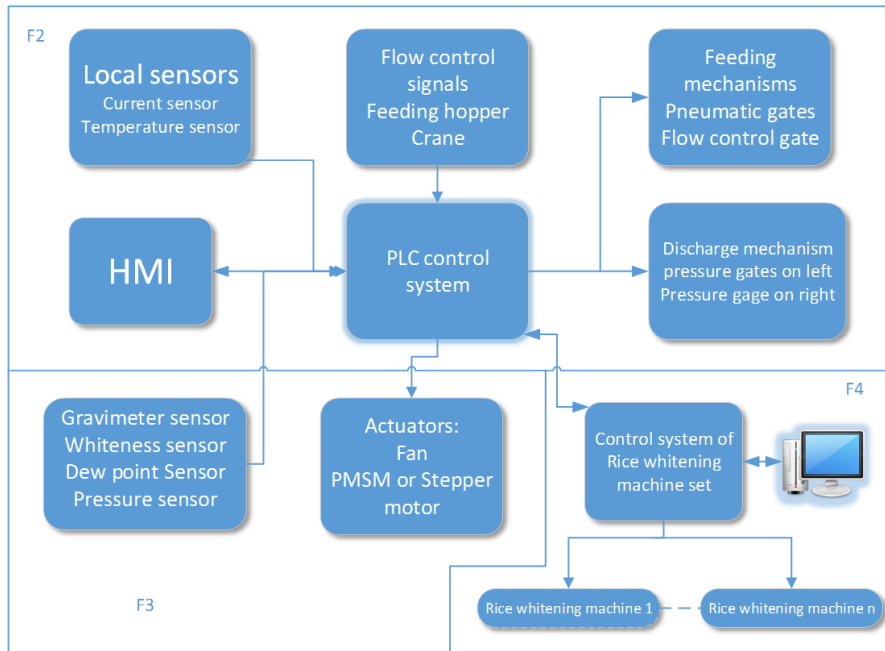 F2
Local sensors
Current sensor
Temperature sensor
Flow control
signals
Feeding hopper
Crane
Feeding
mechanisms
Pneumatic gates
Flow control gate
HMI
PLC control
system
Discharge mechanism
pressure gates on left
Pressure gage on right
F4
Gravimeter sensor
Whiteness sensor
Dew point Sensor
Pressure sensor
Actuators:
Fan
PMSM or Stepper
motor
Control system of
Rice whitening
machine set
F3
Rice whitening machine 1
Rice whitening machine n